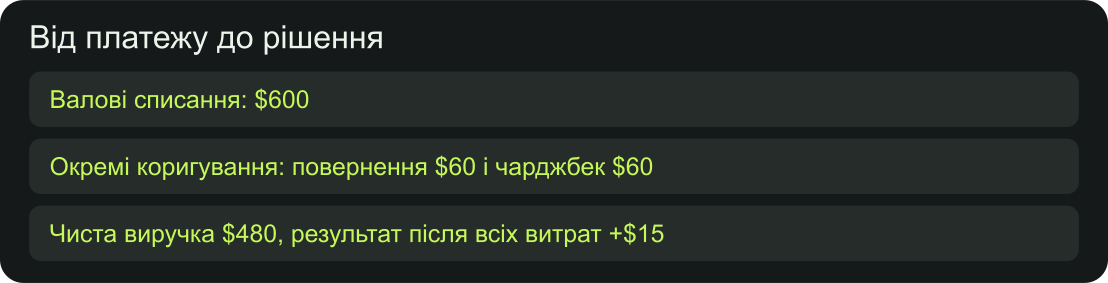 Від платежу до рішення
Валові списання: $600
Окремі коригування: повернення $60 і чарджбек $60
Чиста виручка $480, результат після всіх витрат +$15